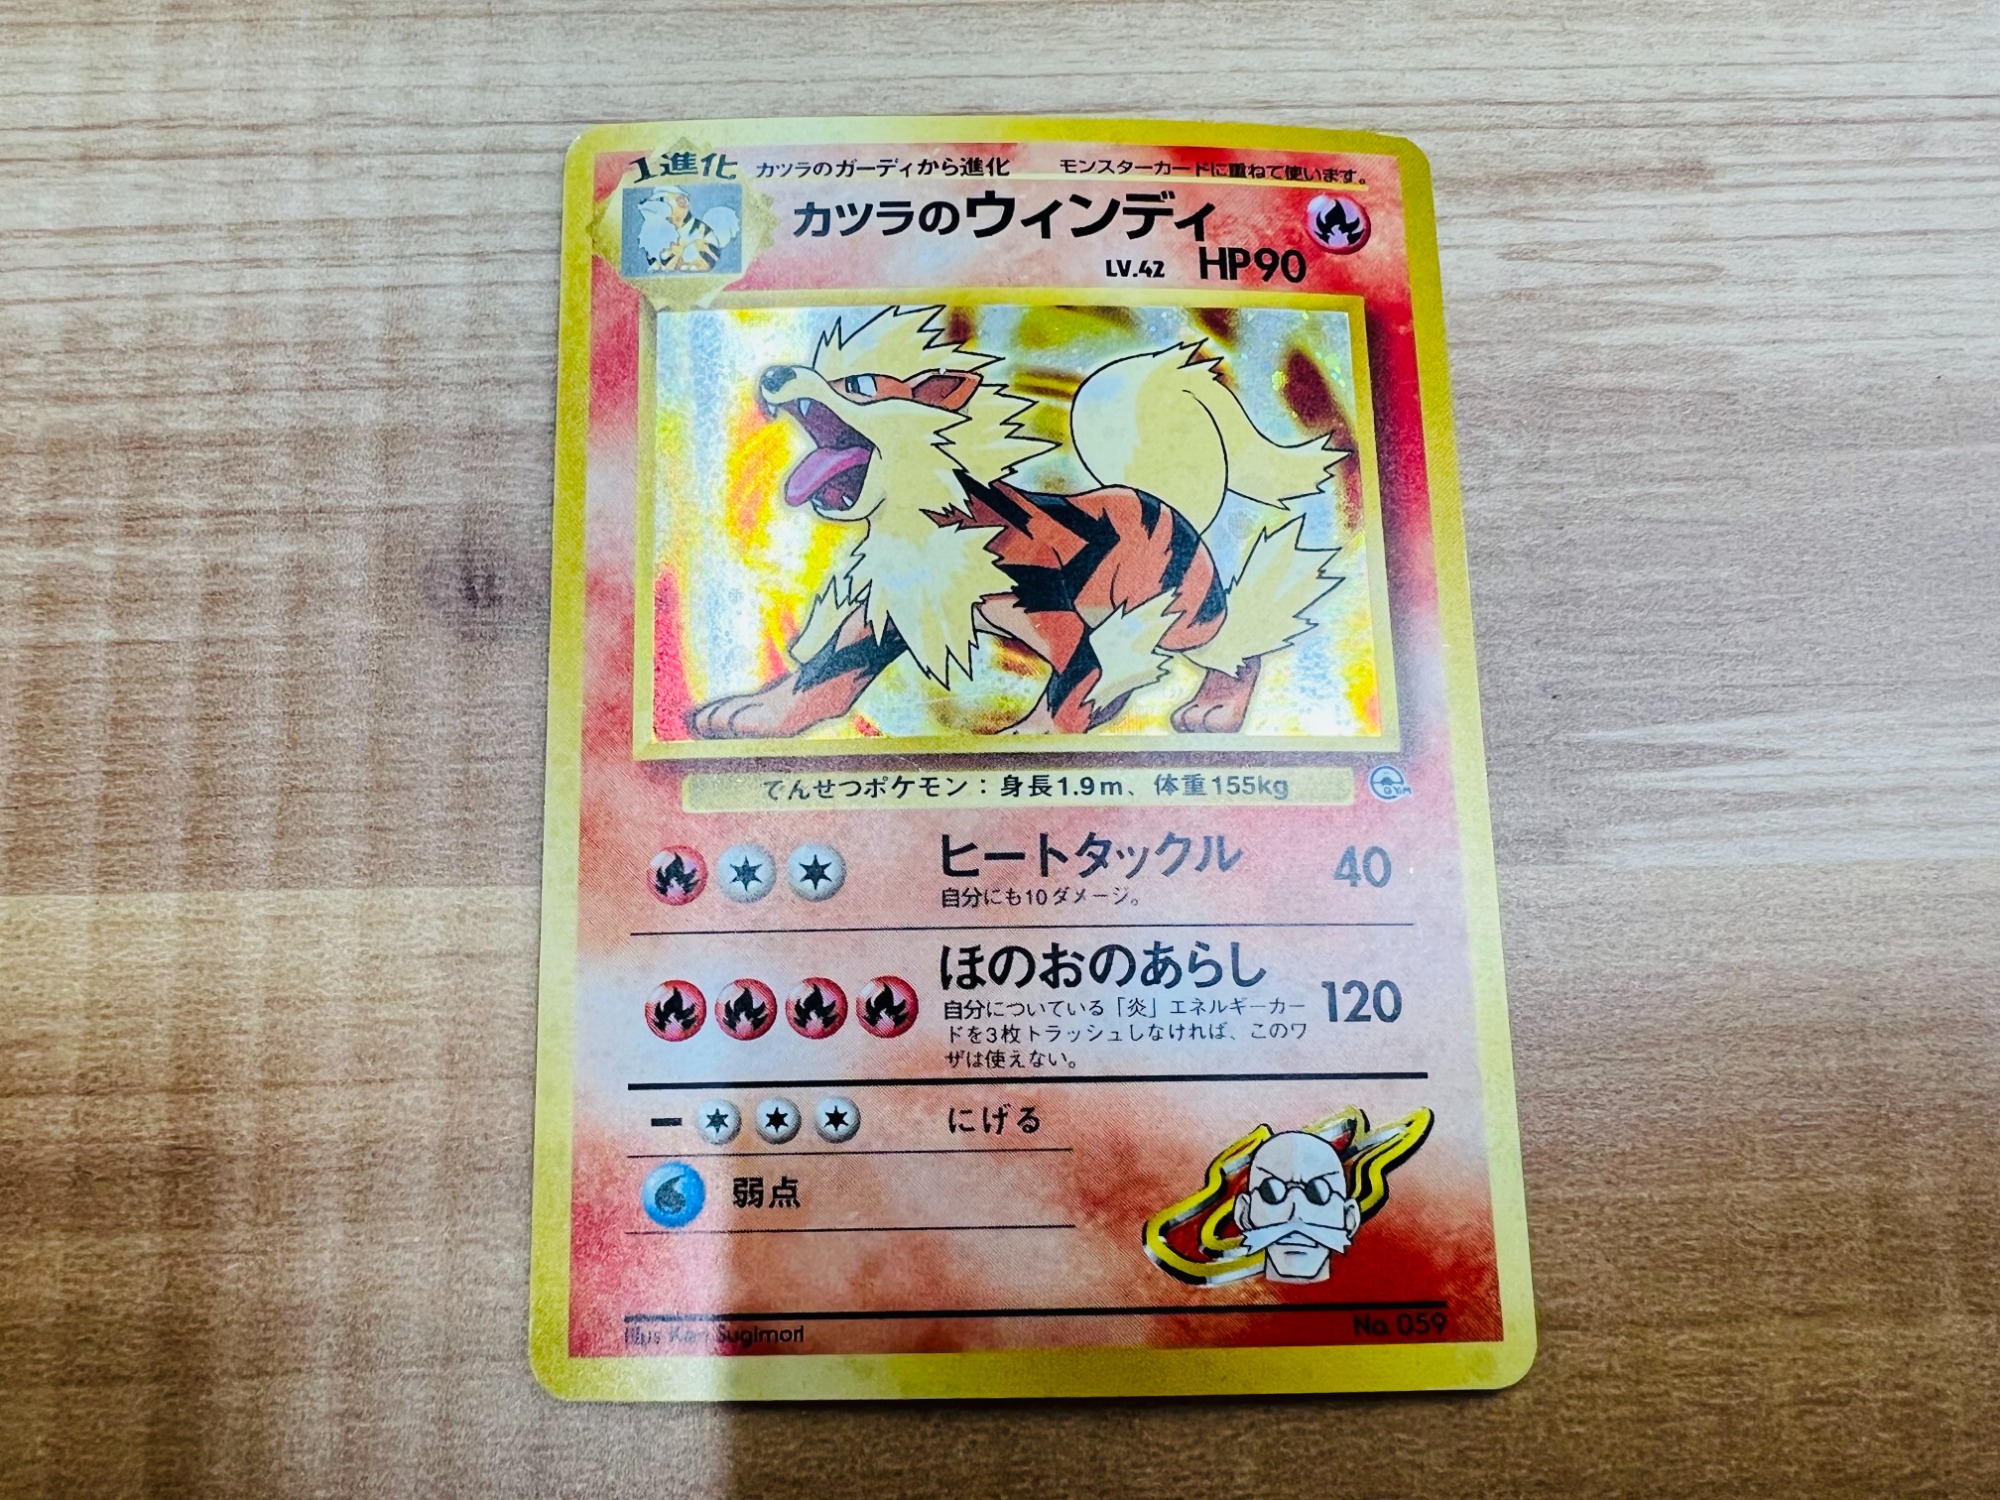 1進化 カツラのガーディから進化 モンスターカードに重ねて使います。
カツラのウィンディ
LV.42 HP90
でんせつポケモン：身長1.9m、体重155kg
GYM
ヒートタックル 40
自分にも10ダメージ。
ほのおのあらし 120
自分についている「炎」エネルギーカー
ドを3枚トラッシュしなければ、このワ
ザは使えない。
ー にげる
弱点
Illus Ken Sugimori No. 059